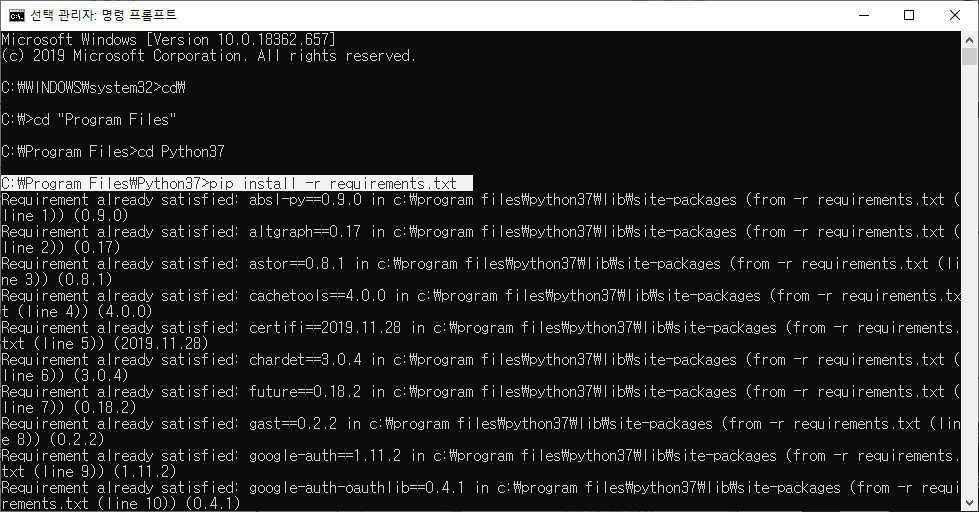 선택 관리자: 명령 프롬프트
Microsoft Windows [Version 10.0.18362.657]
(c) 2019 Microsoft Corporation. All rights reserved.
C:₩WINDOWS₩system32>cd₩
C:₩>cd "Program Files"
C:₩Program Files>cd Python37
C:₩Program Files₩Python37>pip install -r requirements.txt
Requirement already satisfied: absl-py==0.9.0 in c:₩program files₩python37₩lib₩site-packages (from -r requirements.txt (
line 1)) (0.9.0)
Requirement already satisfied: altgraph==0.17 in c:₩program files₩python37₩lib₩site-packages (from -r requirements.txt (
line 2)) (0.17)
Requirement already satisfied: astor==0.8.1 in c:₩program files₩python37₩lib₩site-packages (from -r requirements.txt (li
ne 3)) (0.8.1)
Requirement already satisfied: cachetools==4.0.0 in c:₩program files₩python37₩lib₩site-packages (from -r requirements.tx
t (line 4)) (4.0.0)
Requirement already satisfied: certifi==2019.11.28 in c:₩program files₩python37₩lib₩site-packages (from -r requirements.
txt (line 5)) (2019.11.28)
Requirement already satisfied: chardet==3.0.4 in c:₩program files₩python37₩lib₩site-packages (from -r requirements.txt (
line 6)) (3.0.4)
Requirement already satisfied: future==0.18.2 in c:₩program files₩python37₩lib₩site-packages (from -r requirements.txt (
line 7)) (0.18.2)
Requirement already satisfied: gast==0.2.2 in c:₩program files₩python37₩lib₩site-packages (from -r requirements.txt (lin
e 8)) (0.2.2)
Requirement already satisfied: google-auth==1.11.2 in c:₩program files₩python37₩lib₩site-packages (from -r requirements.
txt (line 9)) (1.11.2)
Requirement already satisfied: google-auth-oauthlib==0.4.1 in c:₩program files₩python37₩lib₩site-packages (from -r requi
rements.txt (line 10)) (0.4.1)